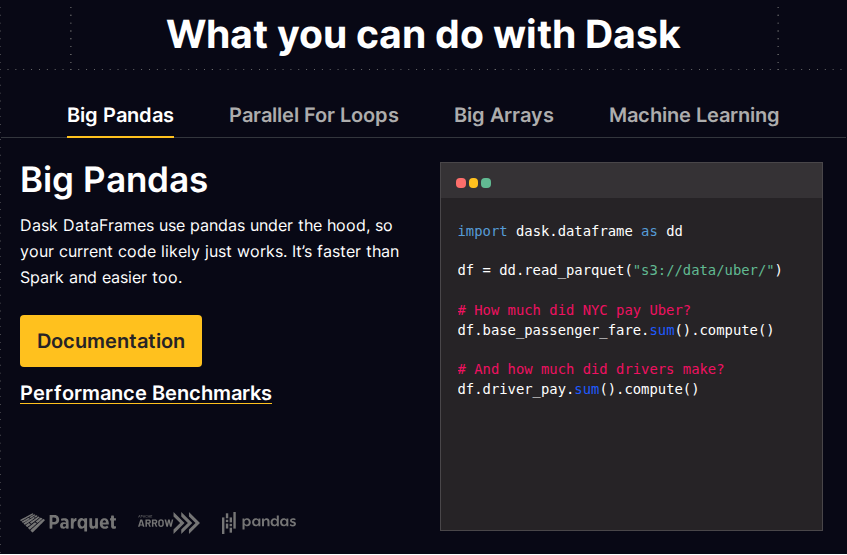 What you can do with Dask
Big Pandas
Parallel For Loops
Big Arrays
Machine Learning
Big Pandas
Dask DataFrames use pandas under the hood, so
your current code likely just works. It’s faster than
Spark and easier too.
Documentation
Performance Benchmarks
Parquet
APACHE
ARROW
pandas
import dask.dataframe as dd
df = dd.read_parquet("s3://data/uber/")
# How much did NYC pay Uber?
df.base_passenger_fare.sum().compute()
# And how much did drivers make?
df.driver_pay.sum().compute()